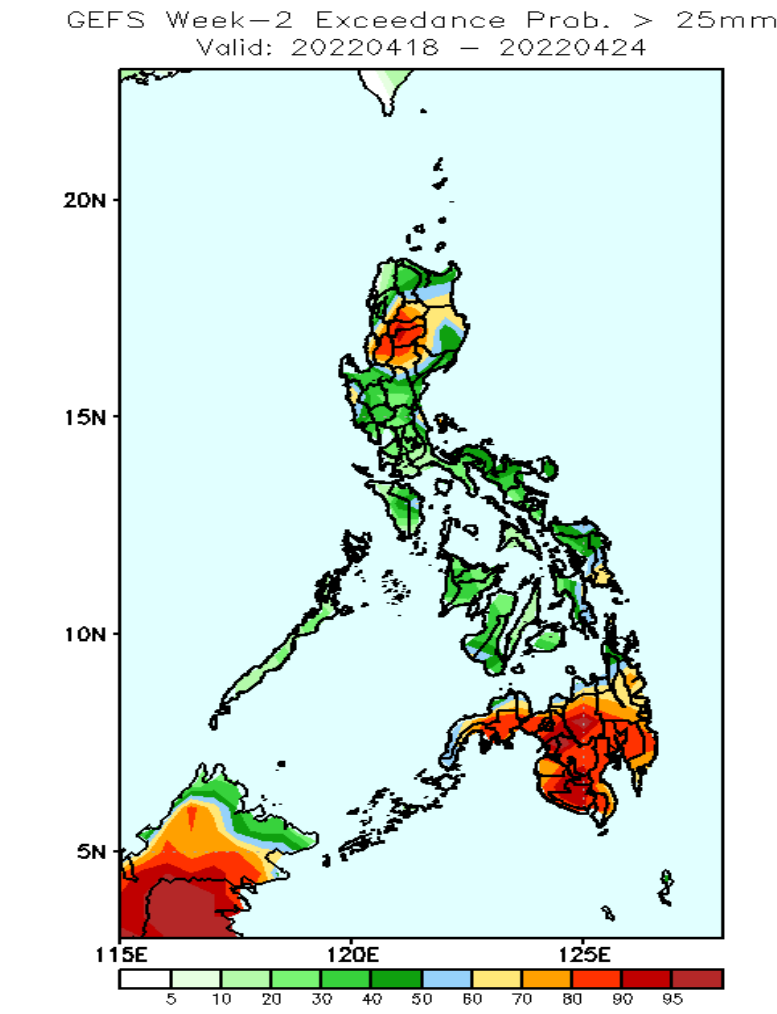 GEFS Week-2 Exceedance Prob. > 25mm
Valid: 20220418 - 20220424
20N
15N
10N
5N
115E 120E 125E
5 10 20 30 40 50 60 70 80 90 95